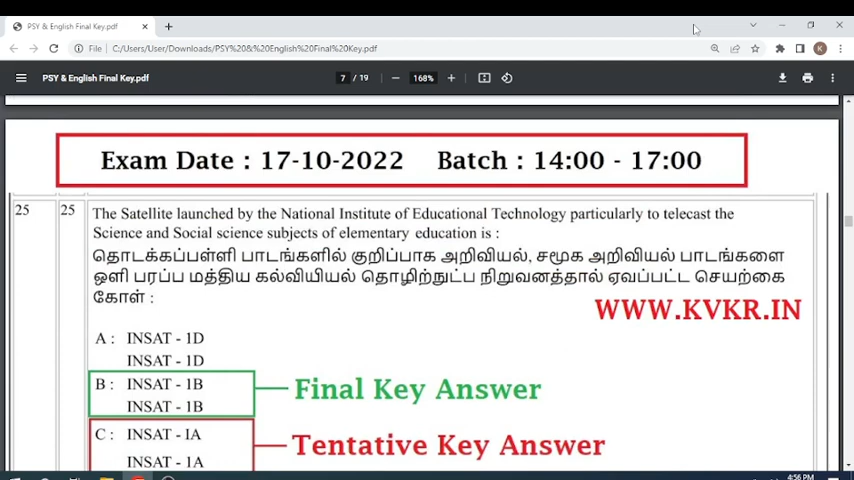 PSY & English Final Key.pdf
File C:/Users/User/Downloads/PSY%20&%20English%20Final%20Key.pdf
K
PSY & English Final Key.pdf
7 / 19
168%
Exam Date : 17-10-2022 Batch : 14:00 - 17:00
25 25 The Satellite launched by the National Institute of Educational Technology particularly to telecast the
Science and Social science subjects of elementary education is :
தொடக்கப்பள்ளி பாடங்களில் குறிப்பாக அறிவியல், சமூக அறிவியல் பாடங்களை
ஒளி பரப்ப மத்திய கல்வியியல் தொழிற்நுட்ப நிறுவனத்தால் ஏவப்பட்ட செயற்கை
கோள் :
WWW.KVKR.IN
A : INSAT - 1D
INSAT - 1D
B : INSAT - 1B
INSAT - 1B
Final Key Answer
C : INSAT - IA
INSAT - 1A
Tentative Key Answer
4:56 PM